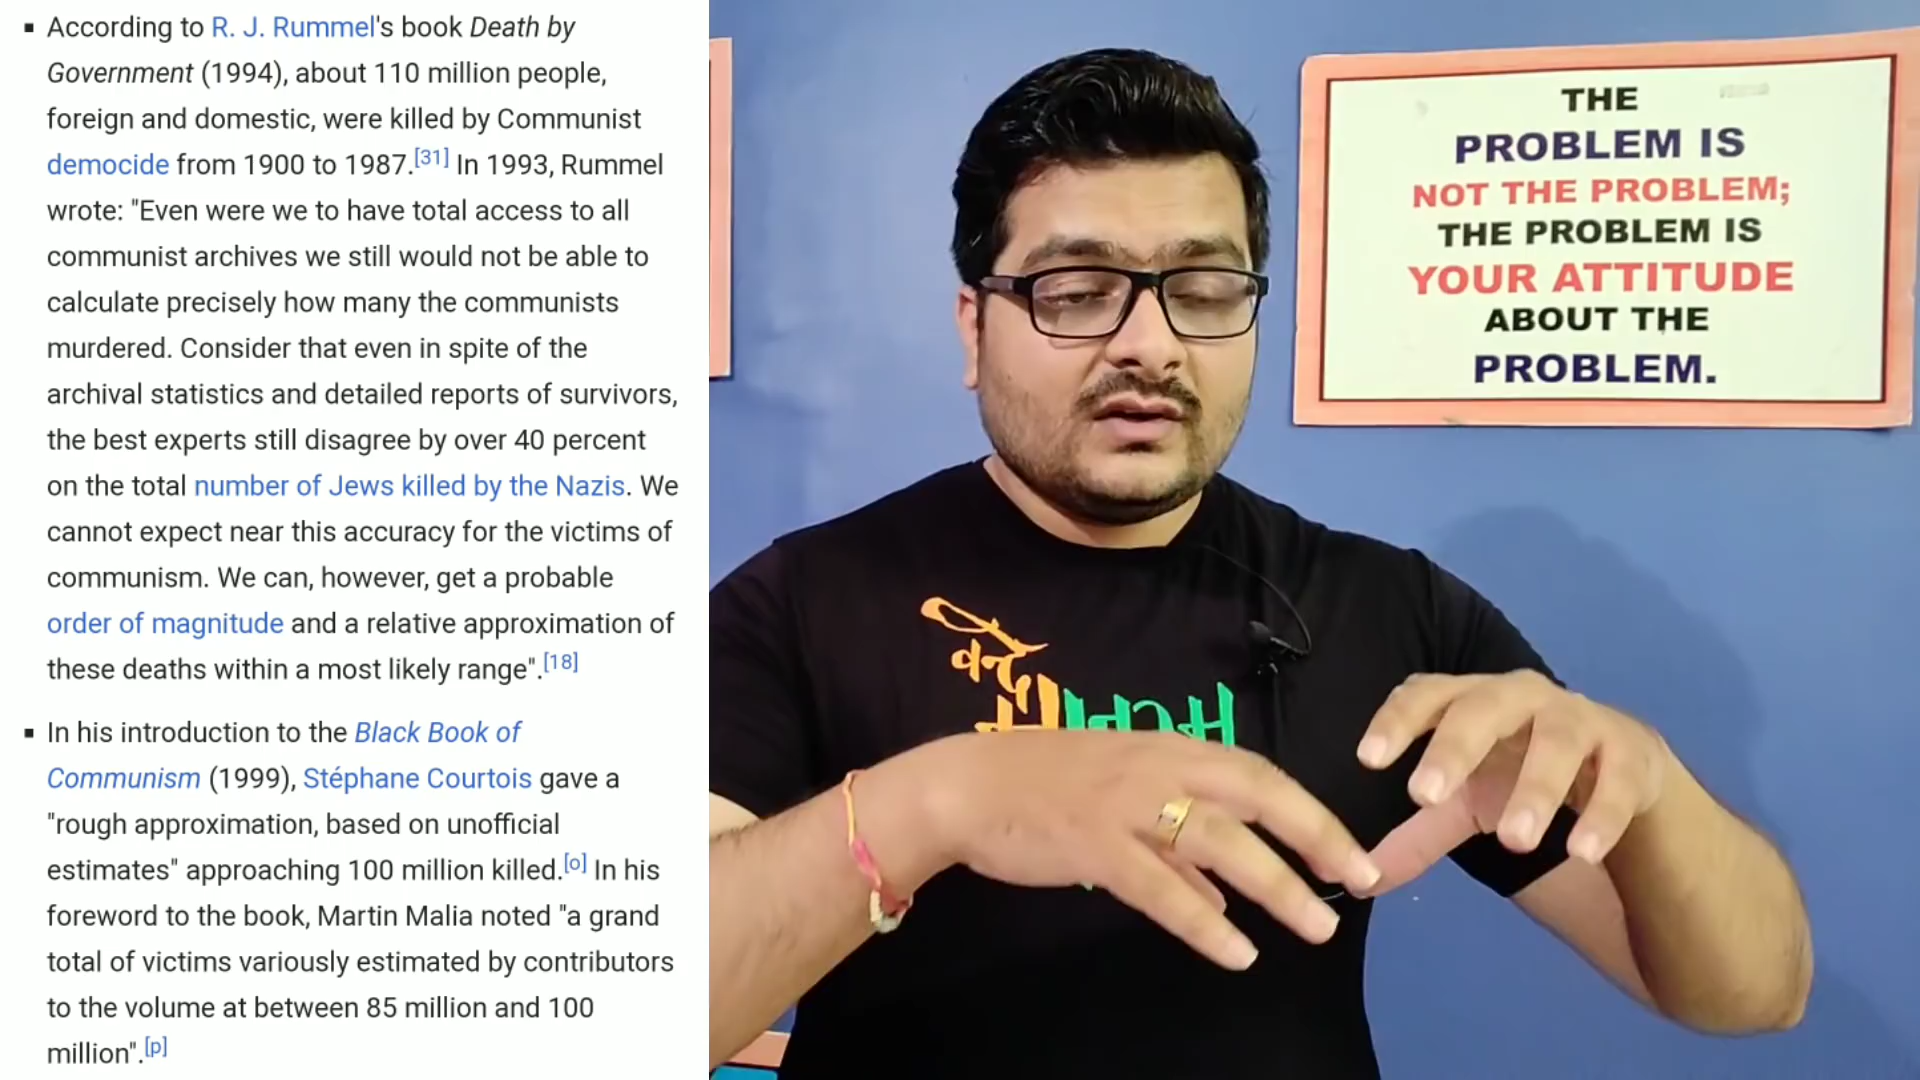 ▪ According to R. J. Rummel's book Death by
Government (1994), about 110 million people,
foreign and domestic, were killed by Communist
democide from 1900 to 1987.[31] In 1993, Rummel
wrote: "Even were we to have total access to all
communist archives we still would not be able to
calculate precisely how many the communists
murdered. Consider that even in spite of the
archival statistics and detailed reports of survivors,
the best experts still disagree by over 40 percent
on the total number of Jews killed by the Nazis. We
cannot expect near this accuracy for the victims of
communism. We can, however, get a probable
order of magnitude and a relative approximation of
these deaths within a most likely range".[18]
▪ In his introduction to the Black Book of
Communism (1999), Stéphane Courtois gave a
"rough approximation, based on unofficial
estimates" approaching 100 million killed.[o] In his
foreword to the book, Martin Malia noted "a grand
total of victims variously estimated by contributors
to the volume at between 85 million and 100
million".[p]
THE
PROBLEM IS
NOT THE PROBLEM;
THE PROBLEM IS
YOUR ATTITUDE
ABOUT THE
PROBLEM.
वन्दे